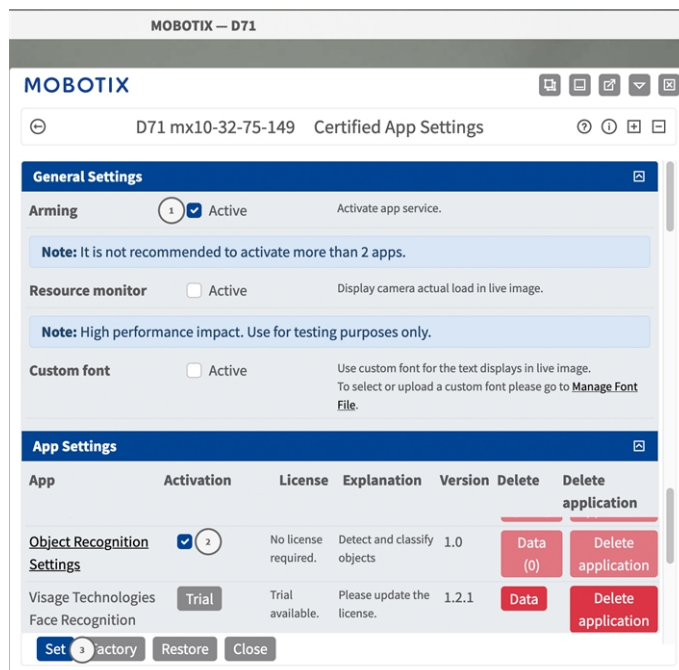 MOBOTIX — D71
MOBOTIX
D71 mx10-32-75-149 Certified App Settings
General Settings
Arming 1 Active Activate app service.
Note: It is not recommended to activate more than 2 apps.
Resource monitor Active Display camera actual load in live image.
Note: High performance impact. Use for testing purposes only.
Custom font Active Use custom font for the text displays in live image.
To select or upload a custom font please go to Manage Font
File.
App Settings
App Activation License Explanation Version Delete Delete
application
Object Recognition 2 No license Detect and classify 1.0 Data Delete
Settings required. objects (0) application
Visage Technologies Trial Trial Please update the 1.2.1 Data Delete
Face Recognition available. license. application
Set 3 actory Restore Close